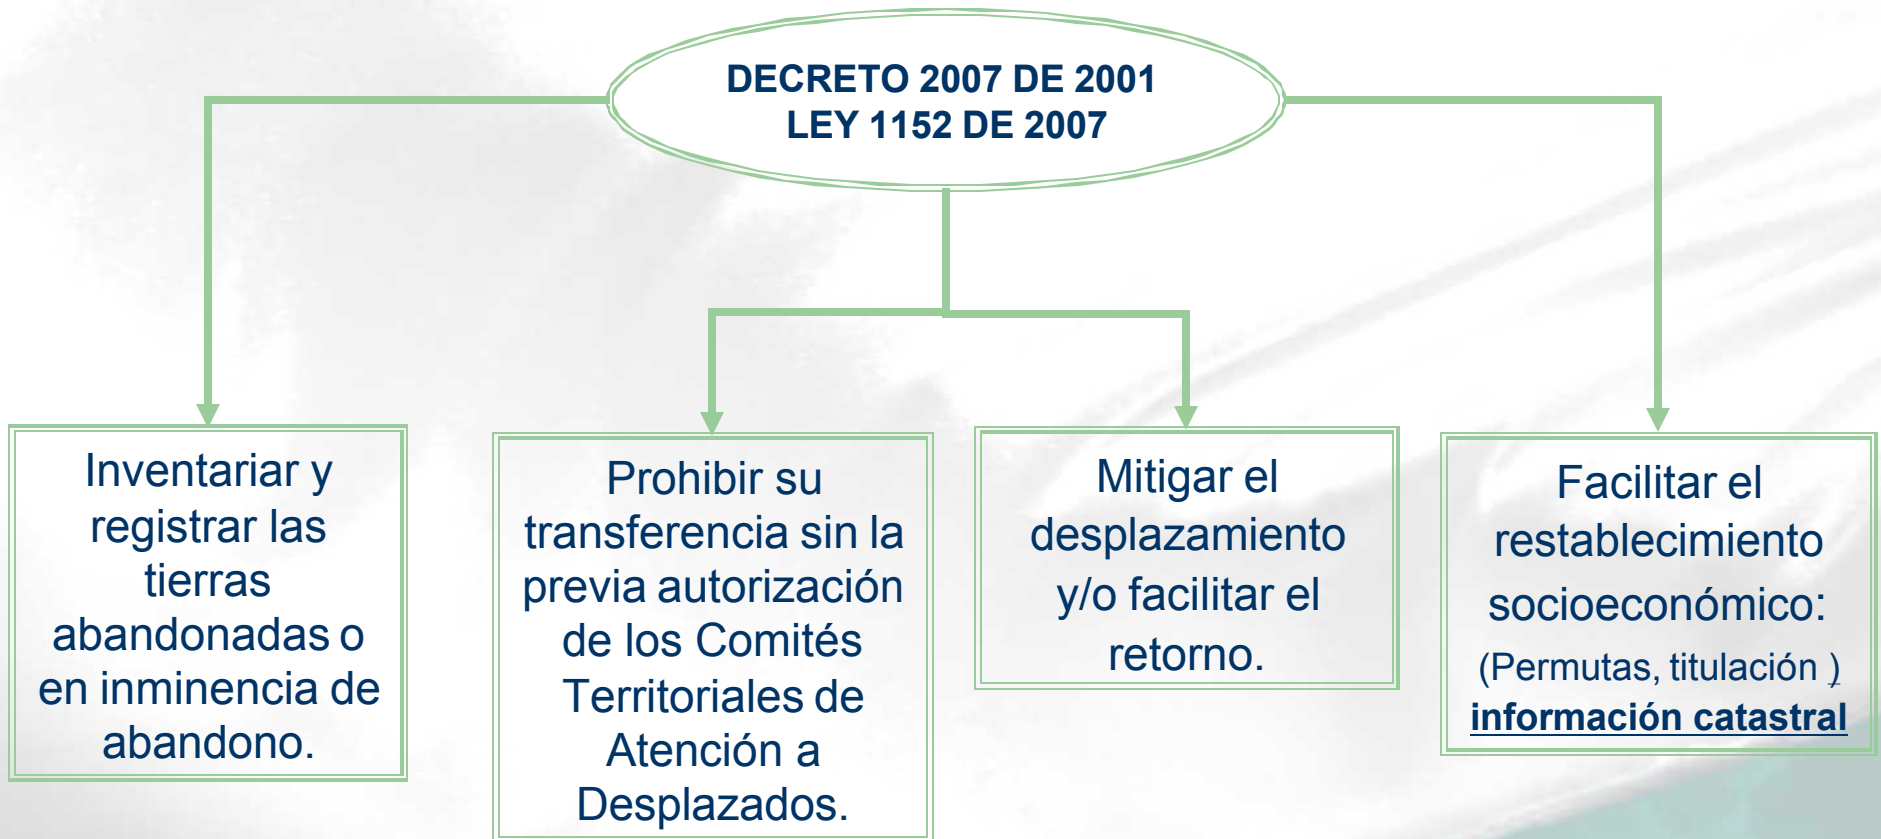 DECRETO 2007 DE 2001
LEY 1152 DE 2007
Inventariar y
registrar las
tierras
abandonadas o
en inminencia de
abandono.
Prohibir su
transferencia sin la
previa autorización
de los Comités
Territoriales de
Atención a
Desplazados.
Mitigar el
desplazamiento
y/o facilitar el
retorno.
Facilitar el
restablecimiento
socioeconómico:
(Permutas, titulación )
información catastral